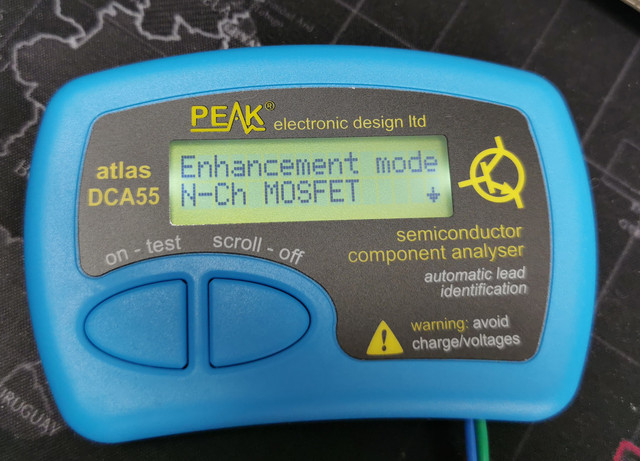 PEAK®
electronic design ltd
atlas
DCA55
Enhancement mode
N-Ch MOSFET
on - test
scroll - off
semiconductor
component analyser
automatic lead
identification
warning: avoid
charge/voltages
URUGUAY